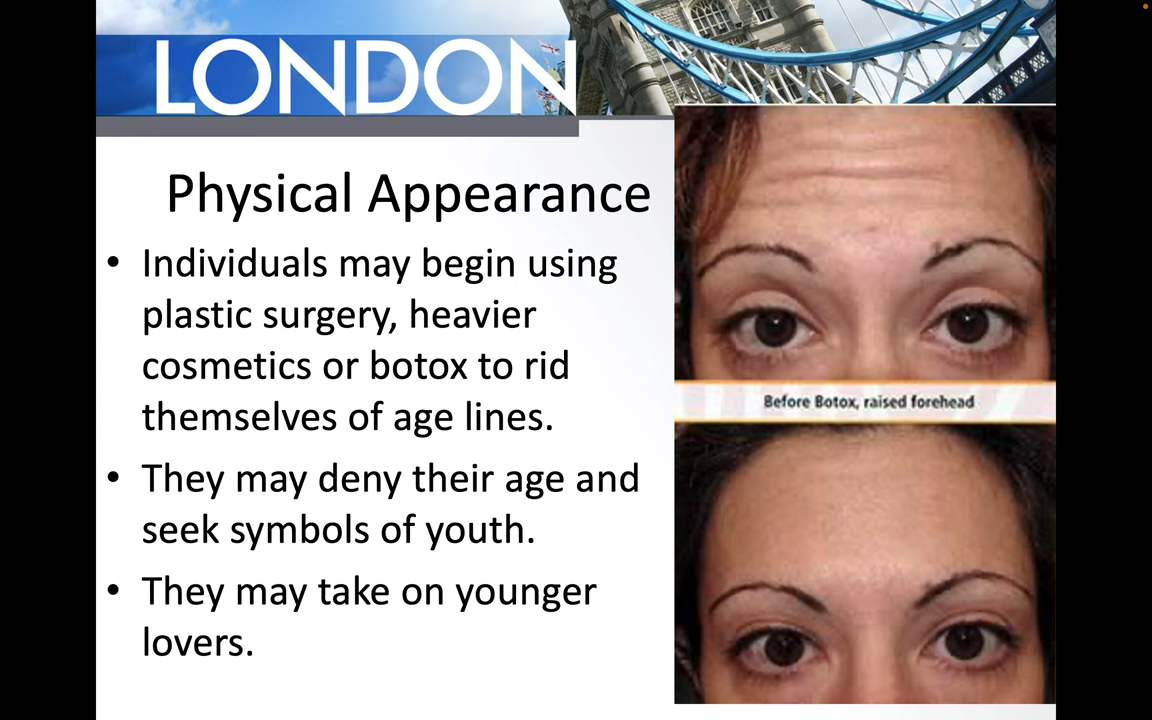 LONDON
Physical Appearance
• Individuals may begin using
plastic surgery, heavier
cosmetics or botox to rid
themselves of age lines.
• They may deny their age and
seek symbols of youth.
• They may take on younger
lovers.
Before Botox, raised forehead